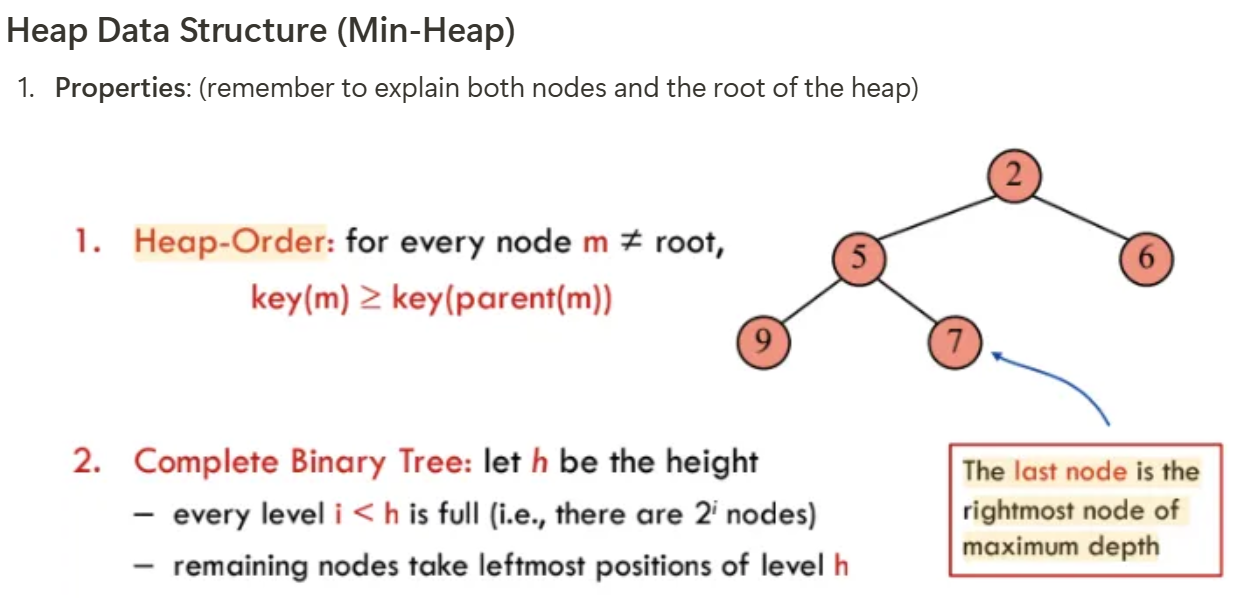 Heap Data Structure (Min-Heap)
1. Properties: (remember to explain both nodes and the root of the heap)
1. Heap-Order: for every node m ≠ root,
key(m) ≥ key(parent(m))
2
5
6
9
7
2. Complete Binary Tree: let h be the height
– every level i < h is full (i.e., there are 2ⁱ nodes)
– remaining nodes take leftmost positions of level h
The last node is the
rightmost node of
maximum depth